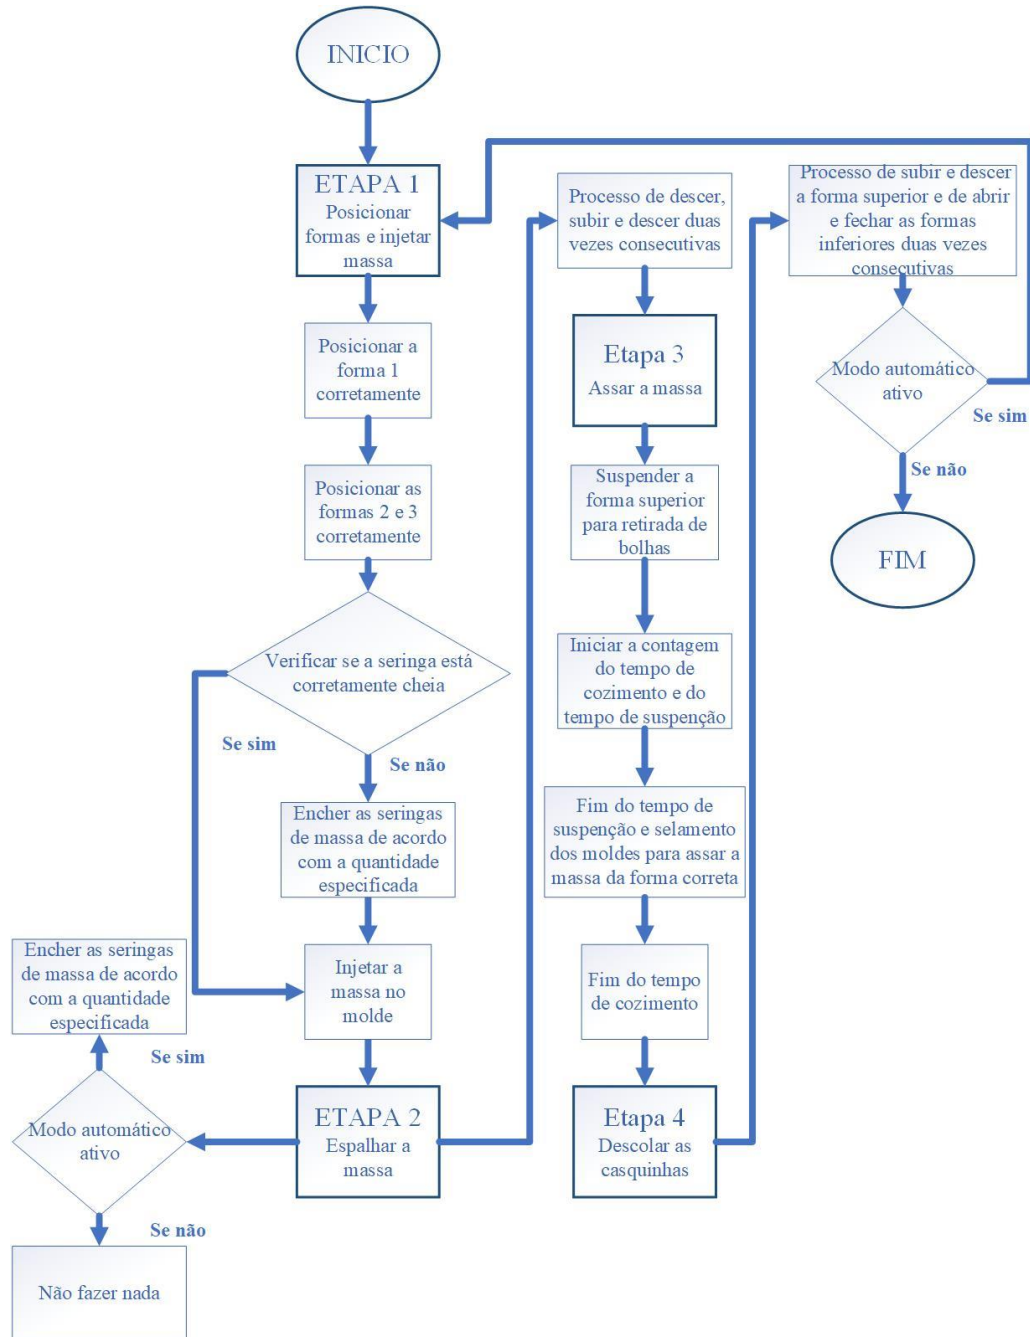 INICIO
ETAPA 1
Posicionar
formas e injetar
massa
Posicionar a
forma 1
corretamente
Posicionar as
formas 2 e 3
corretamente
Verificar se a seringa está
corretamente cheia
Se sim
Se não
Encher as seringas
de massa de acordo
com a quantidade
especificada
Injetar a
massa no
molde
ETAPA 2
Espalhar a
massa
Modo automático
ativo
Se sim
Encher as seringas
de massa de acordo
com a quantidade
especificada
Se não
Não fazer nada
Processo de descer,
subir e descer duas
vezes consecutivas
Etapa 3
Assar a massa
Suspender a
forma superior
para retirada de
bolhas
Iniciar a contagem
do tempo de
cozimento e do
tempo de suspenção
Fim do tempo de
suspenção e selamento
dos moldes para assar a
massa da forma correta
Fim do tempo
de cozimento
Etapa 4
Descolar as
casquinhas
Processo de subir e descer
a forma superior e de abrir
e fechar as formas
inferiores duas vezes
consecutivas
Modo automático
ativo
Se sim
Se não
FIM